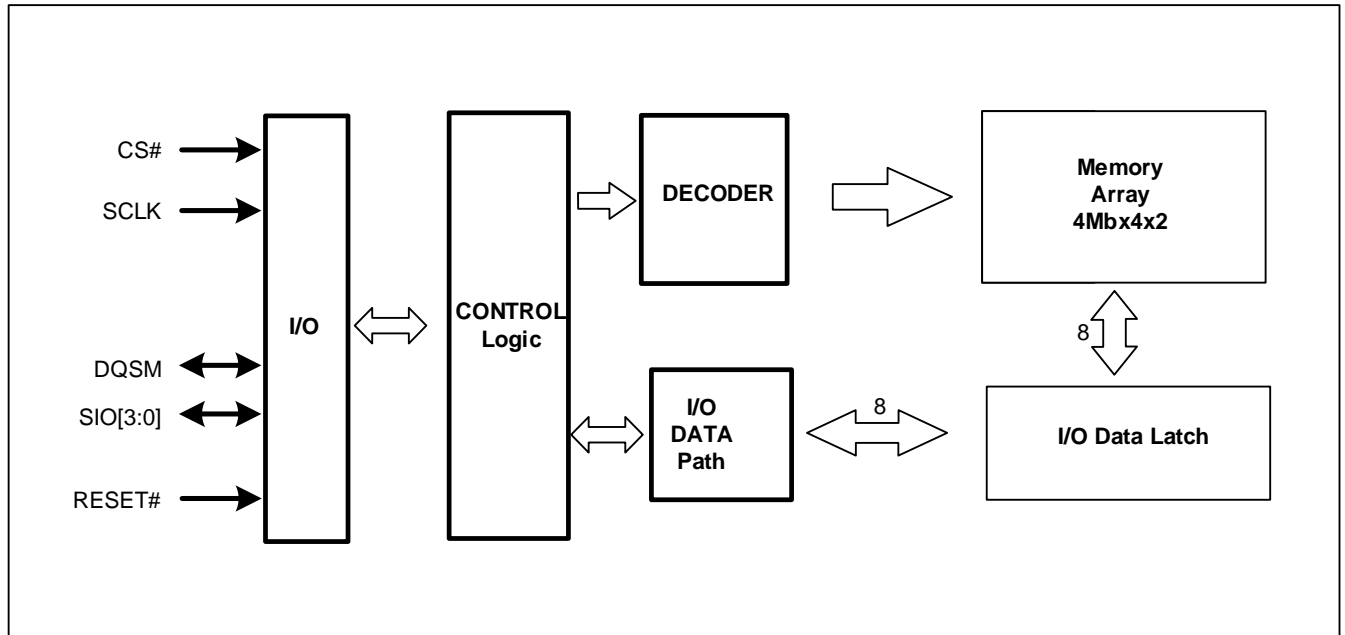 CS#
SCLK
DQSM
SIO[3:0]
RESET#
I/O
CONTROL
Logic
DECODER
I/O
DATA
Path
8
Memory
Array
4Mbx4x2
8
I/O Data Latch